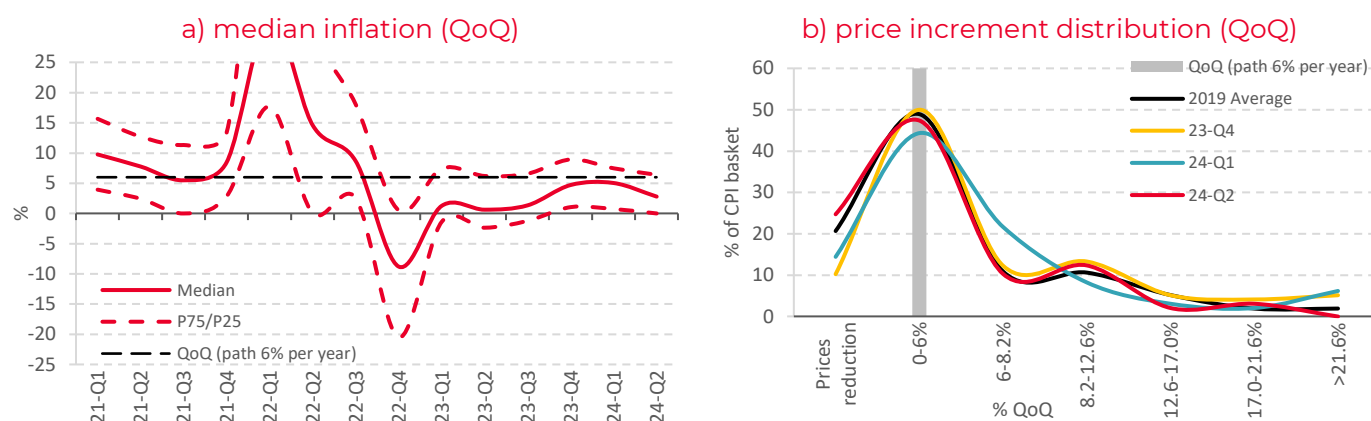 a) median inflation (QoQ)
25
20
15
10
5
0
-5
-10
-15
-20
-25
%
Median
P75/P25
QoQ (path 6% per year)
21-Q1
21-Q2
21-Q3
21-Q4
22-Q1
22-Q2
22-Q3
22-Q4
23-Q1
23-Q2
23-Q3
23-Q4
24-Q1
24-Q2
b) price increment distribution (QoQ)
60
50
40
30
20
10
0
% of CPI basket
QoQ (path 6% per year)
2019 Average
23-Q4
24-Q1
24-Q2
Prices
reduction
0-6%
6-8.2%
8.2-12.6%
12.6-17.0%
17.0-21.6%
>21.6%
% QoQ